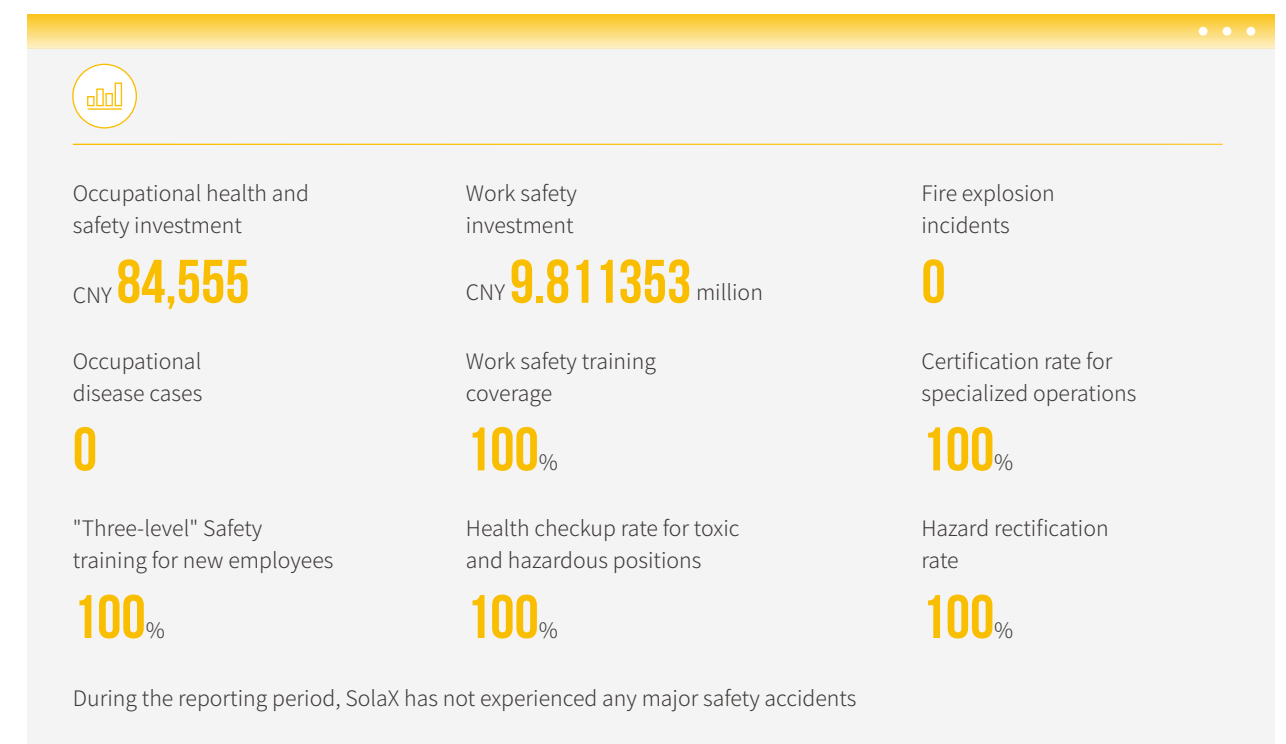 Occupational health and
safety investment
CNY 84,555
Work safety
investment
CNY 9.811353 million
Fire explosion
incidents
0
Occupational
disease cases
0
Work safety training
coverage
100%
Certification rate for
specialized operations
100%
"Three-level" Safety
training for new employees
100%
Health checkup rate for toxic
and hazardous positions
100%
Hazard rectification
rate
100%
During the reporting period, SolaX has not experienced any major safety accidents